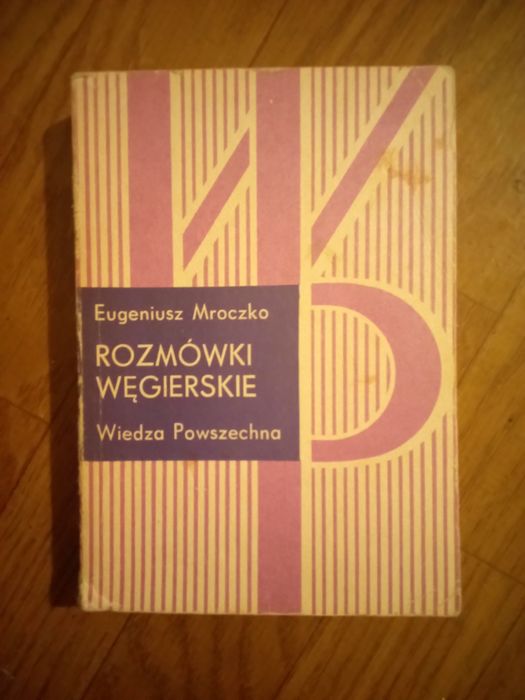 Eugeniusz Mroczko
ROZMÓWKI
WĘGIERSKIE
Wiedza Powszechna